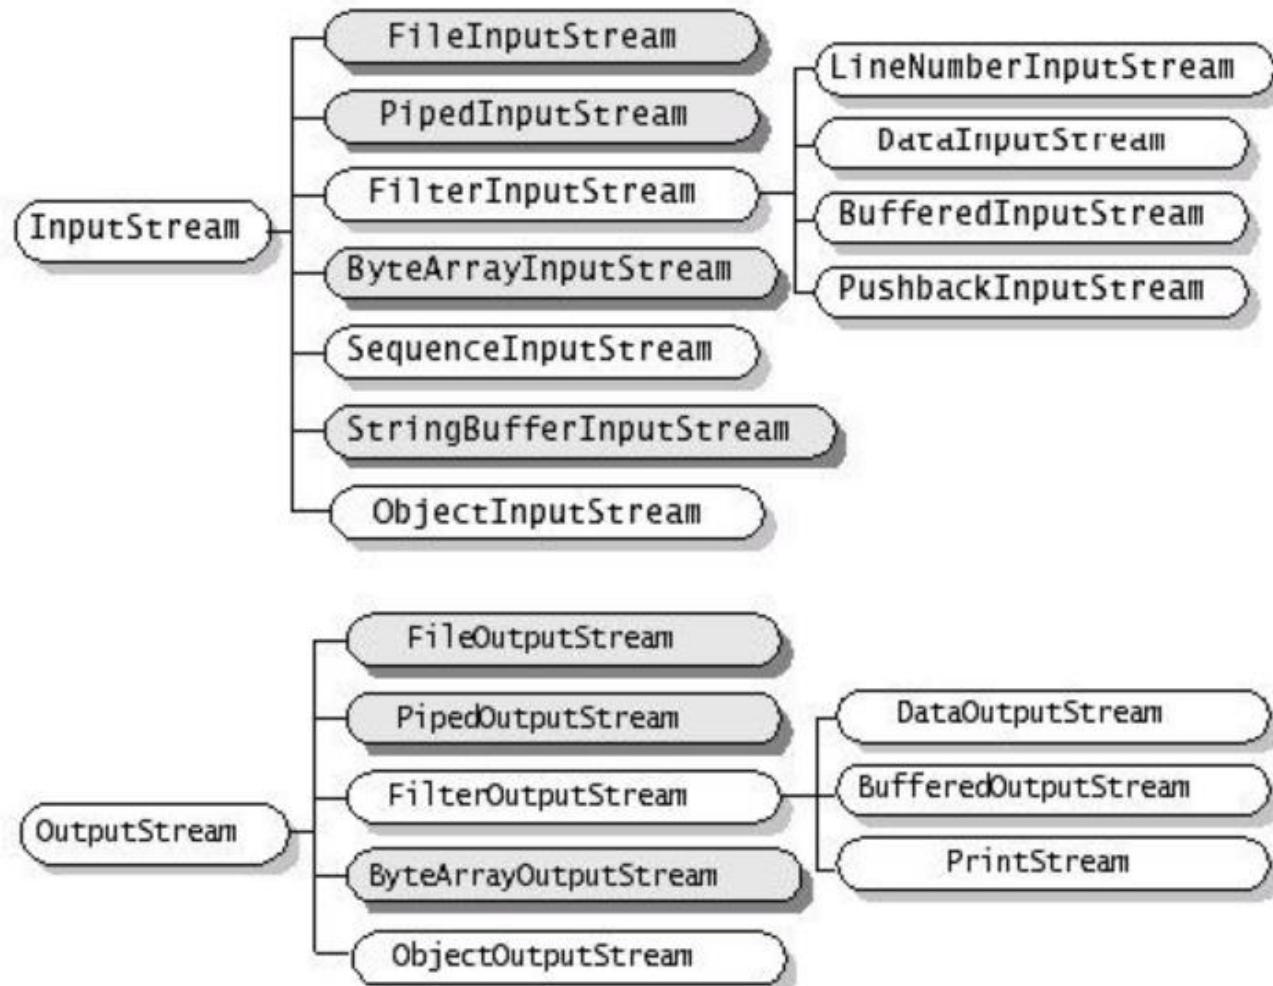 FileInputStream
LineNumberInputStream
PipedInputStream
DataInputStream
FilterInputStream
BufferedInputStream
InputStream
ByteArrayInputStream
PushbackInputStream
SequenceInputStream
StringBufferInputStream
ObjectInputStream
FileOutputStream
PipedOutputStream
DataOutputStream
FilterOutputStream
BufferedOutputStream
OutputStream
ByteArrayOutputStream
PrintStream
ObjectOutputStream